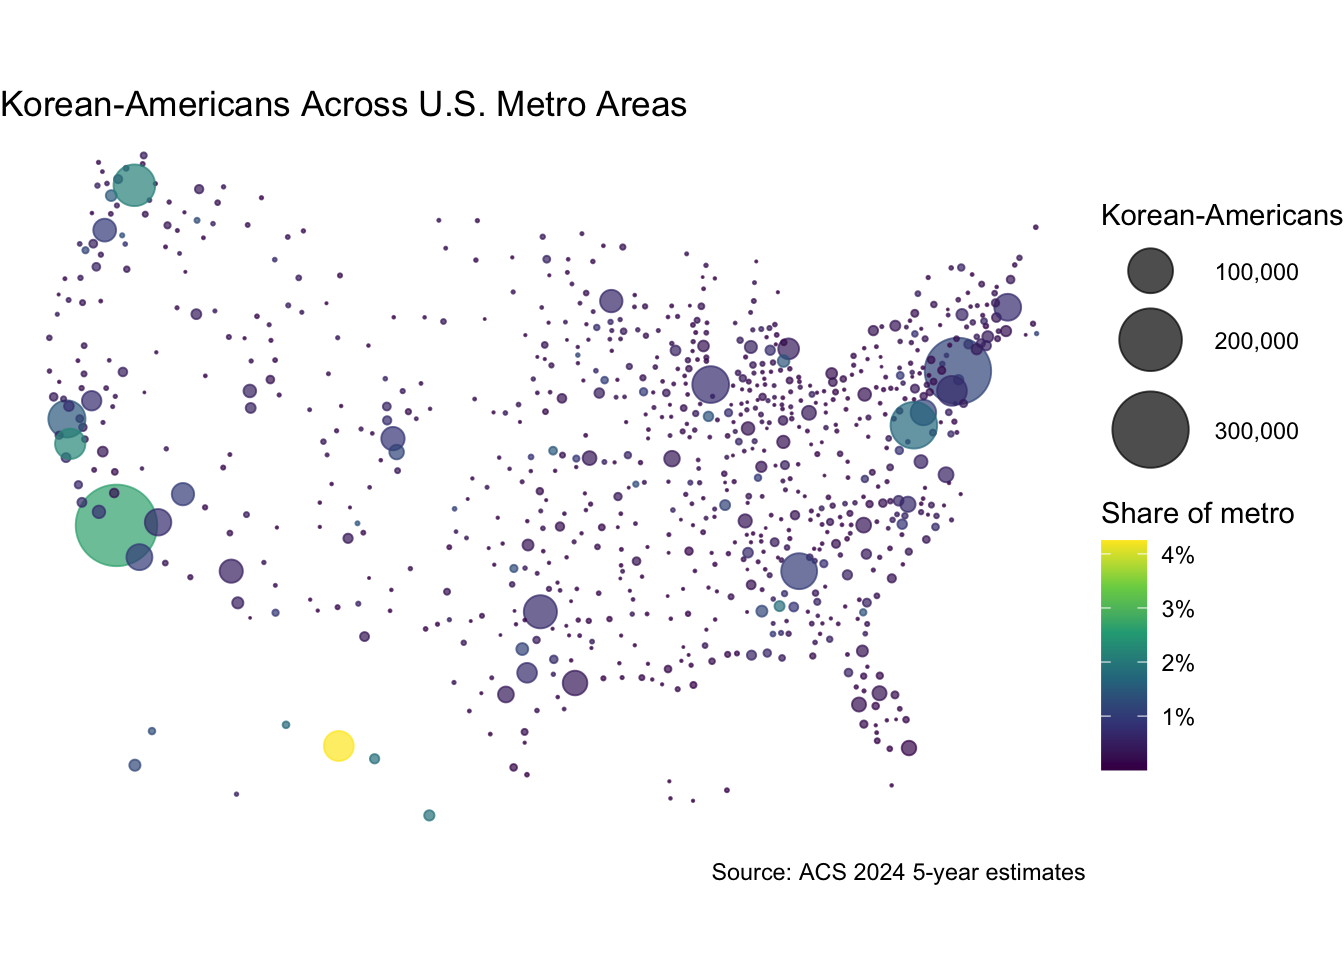 Korean-Americans Across U.S. Metro Areas
Korean-Americans
100,000
200,000
300,000
Share of metro
4%
3%
2%
1%
Source: ACS 2024 5-year estimates